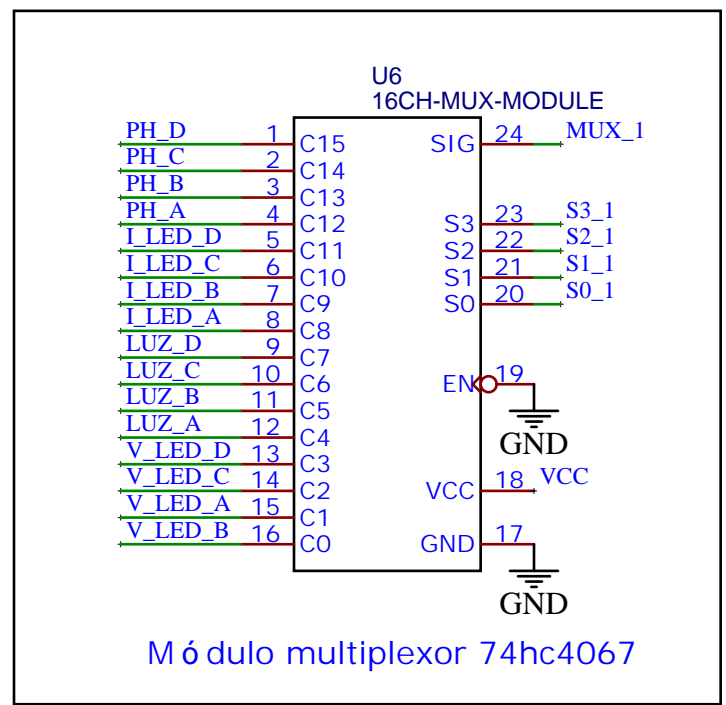 U6
16CH-MUX-MODULE
PH_D 1 C15 SIG 24 MUX_1
PH_C 2 C14
PH_B 3 C13
PH_A 4 C12 S3 23 S3_1
I_LED_D 5 C11 S2 22 S2_1
I_LED_C 6 C10 S1 21 S1_1
I_LED_B 7 C9 S0 20 S0_1
I_LED_A 8 C8
LUZ_D 9 C7
LUZ_C 10 C6 EN 19
LUZ_B 11 C5
LUZ_A 12 C4 GND
V_LED_D 13 C3
V_LED_C 14 C2 VCC 18 VCC
V_LED_A 15 C1
V_LED_B 16 C0 GND 17
GND
Módulo multiplexor 74hc4067